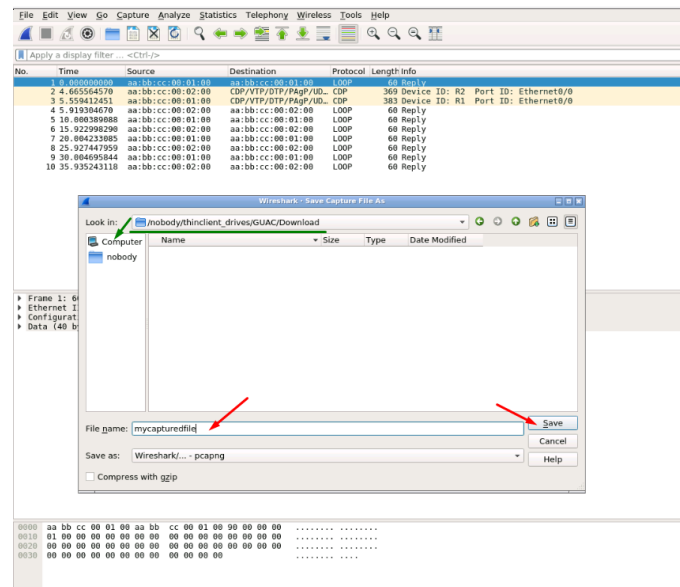 File Edit View Go Capture Analyze Statistics Telephony Wireless Tools Help
Apply a display filter ... <Ctrl-/>
No. Time Source Destination Protocol Length Info
1 0.000000000 aa:bb:cc:00:01:00 aa:bb:cc:00:01:00 LOOP 60 Reply
2 4.665564570 aa:bb:cc:00:02:00 CDP/VTP/DTP/PAgP/UD… CDP 369 Device ID: R2 Port ID: Ethernet0/0
3 5.559412451 aa:bb:cc:00:01:00 CDP/VTP/DTP/PAgP/UD… CDP 383 Device ID: R1 Port ID: Ethernet0/0
4 5.919304670 aa:bb:cc:00:02:00 aa:bb:cc:00:02:00 LOOP 60 Reply
5 10.000389088 aa:bb:cc:00:01:00 aa:bb:cc:00:01:00 LOOP 60 Reply
6 15.922998290 aa:bb:cc:00:02:00 aa:bb:cc:00:02:00 LOOP 60 Reply
7 20.004233085 aa:bb:cc:00:01:00 aa:bb:cc:00:01:00 LOOP 60 Reply
8 25.927447959 aa:bb:cc:00:02:00 aa:bb:cc:00:02:00 LOOP 60 Reply
9 30.004695844 aa:bb:cc:00:01:00 aa:bb:cc:00:01:00 LOOP 60 Reply
10 35.935243118 aa:bb:cc:00:02:00 aa:bb:cc:00:02:00 LOOP 60 Reply
Wireshark · Save Capture File As
Look in: /nobody/thinclient_drives/GUAC/Download
Computer Name Size Type Date Modified
nobody
Frame 1: 6
Ethernet I
Configurat
Data (40 b
File name: mycapturedfile Save
Cancel
Save as: Wireshark/... - pcapng Help
Compress with gzip
0000 aa bb cc 00 01 00 aa bb cc 00 01 00 90 00 00 00 ........ ........
0010 01 00 00 00 00 00 00 00 00 00 00 00 00 00 00 00 ........ ........
0020 00 00 00 00 00 00 00 00 00 00 00 00 00 00 00 00 ........ ........
0030 00 00 00 00 00 00 00 00 00 00 00 00 ........ ....